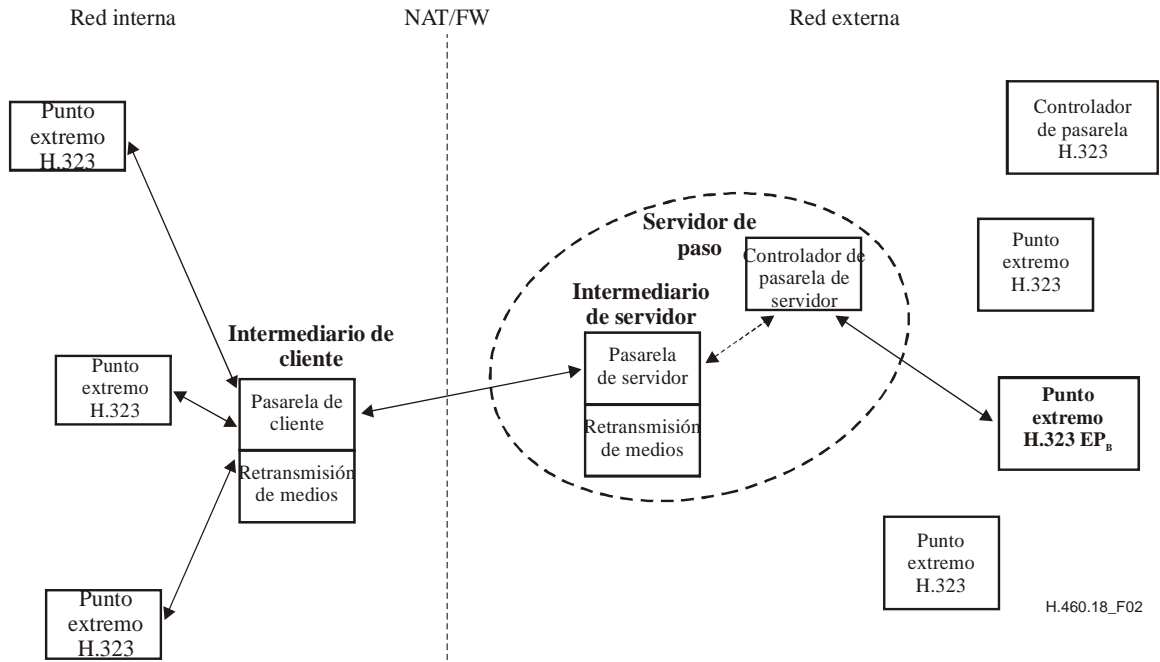 Red interna
NAT/FW
Red externa
Punto
extremo
H.323
Controlador
de pasarela
H.323
Servidor de
paso
Controlador de
pasarela de
servidor
Punto
extremo
H.323
Intermediario
de servidor
Intermediario de
cliente
Pasarela
de servidor
Retransmisión
de medios
Punto
extremo
H.323
Pasarela de
cliente
Retransmisión
de medios
Punto
extremo
H.323 EP_B
Punto
extremo
H.323
Punto
extremo
H.323
H.460.18_F02